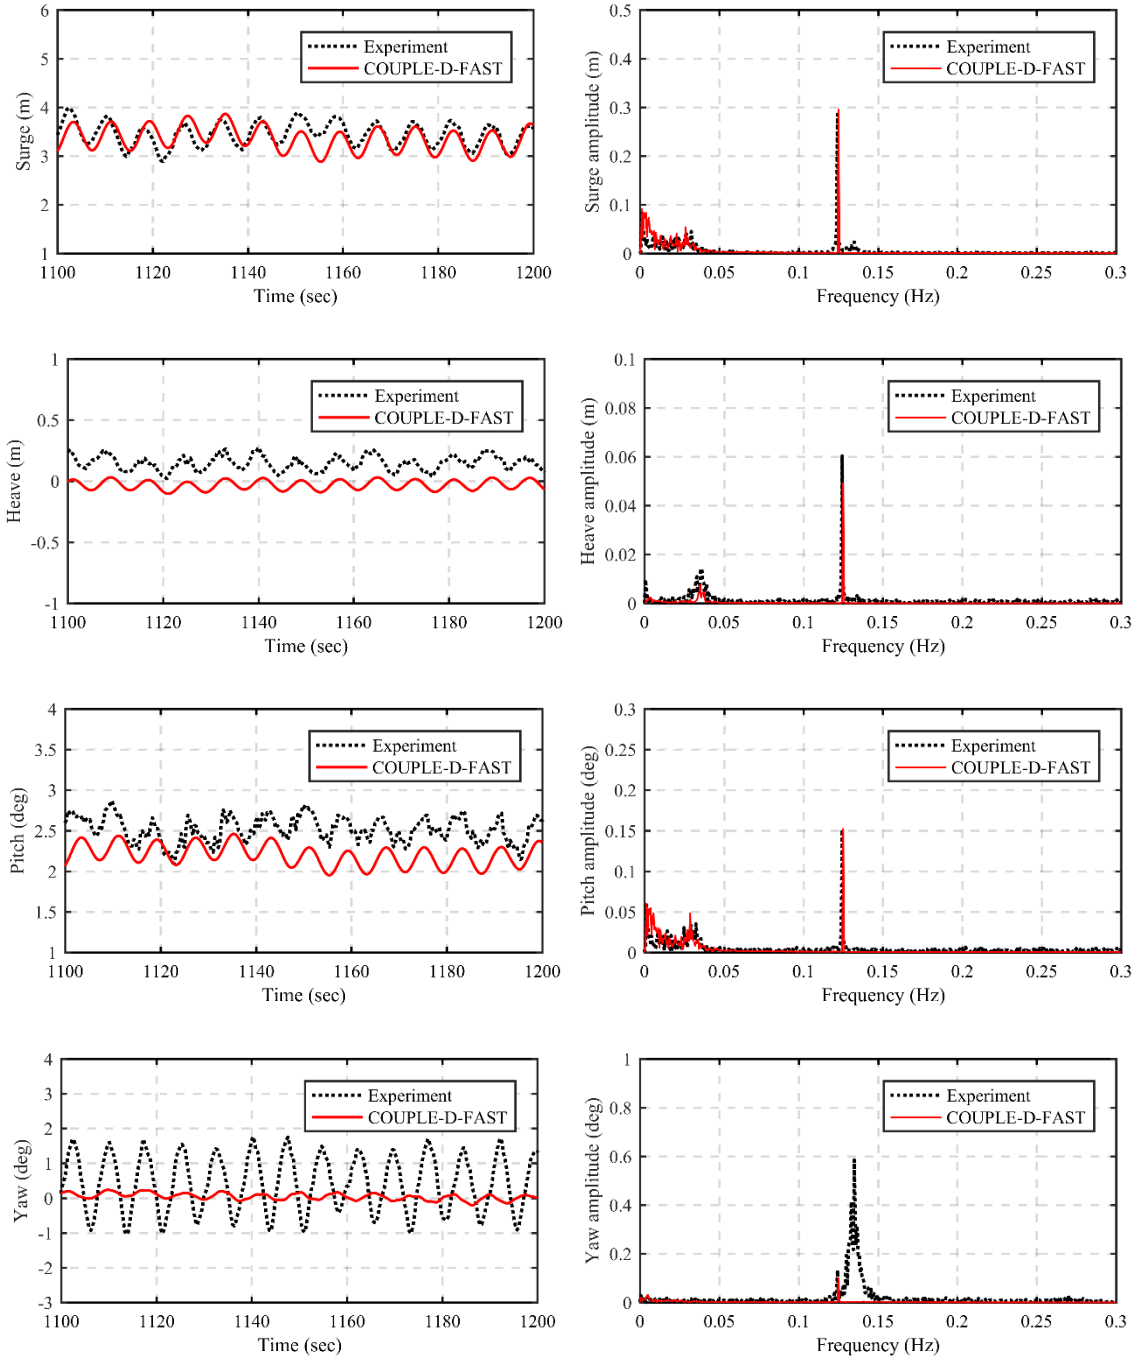 Surge (m)
6
5
4
3
2
1
Experiment
COUPLE-D-FAST
1100 1120 1140 1160 1180 1200
Time (sec)
Surge amplitude (m)
0.5
0.4
0.3
0.2
0.1
0
Experiment
COUPLE-D-FAST
0 0.05 0.1 0.15 0.2 0.25 0.3
Frequency (Hz)
Heave (m)
1
0.5
0
-0.5
-1
Experiment
COUPLE-D-FAST
1100 1120 1140 1160 1180 1200
Time (sec)
Heave amplitude (m)
0.1
0.08
0.06
0.04
0.02
0
Experiment
COUPLE-D-FAST
0 0.05 0.1 0.15 0.2 0.25 0.3
Frequency (Hz)
Pitch (deg)
4
3.5
3
2.5
2
1.5
1
Experiment
COUPLE-D-FAST
1100 1120 1140 1160 1180 1200
Time (sec)
Pitch amplitude (deg)
0.3
0.25
0.2
0.15
0.1
0.05
0
Experiment
COUPLE-D-FAST
0 0.05 0.1 0.15 0.2 0.25 0.3
Frequency (Hz)
Yaw (deg)
4
3
2
1
0
-1
-2
-3
Experiment
COUPLE-D-FAST
1100 1120 1140 1160 1180 1200
Time (sec)
Yaw amplitude (deg)
1
0.8
0.6
0.4
0.2
0
Experiment
COUPLE-D-FAST
0 0.05 0.1 0.15 0.2 0.25 0.3
Frequency (Hz)